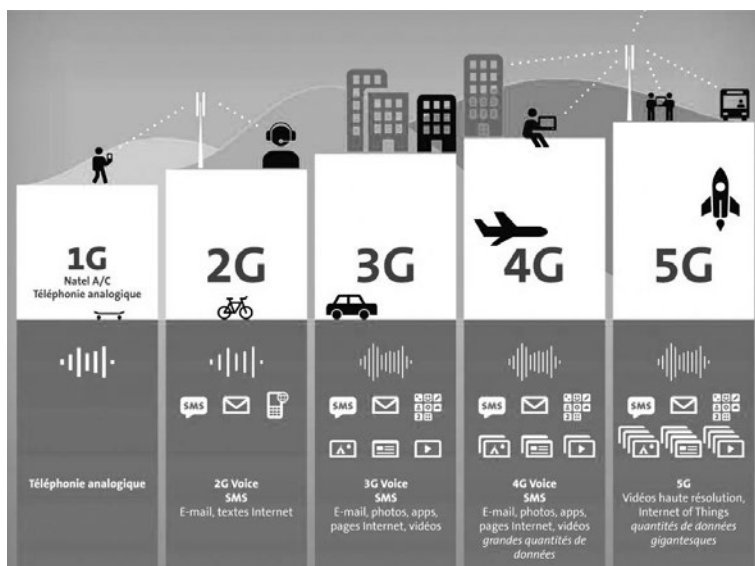 1G
Natel A/C
Téléphonie analogique
2G
3G
4G
5G
SMS
SMS
SMS
SMS
Téléphonie analogique
2G Voice
SMS
E-mail, textes Internet
3G Voice
SMS
E-mail, photos, apps,
pages Internet, vidéos
4G Voice
SMS
E-mail, photos, apps,
pages Internet, vidéos
grandes quantités de
données
5G
Vidéos haute résolution,
Internet of Things
quantités de données
gigantesques